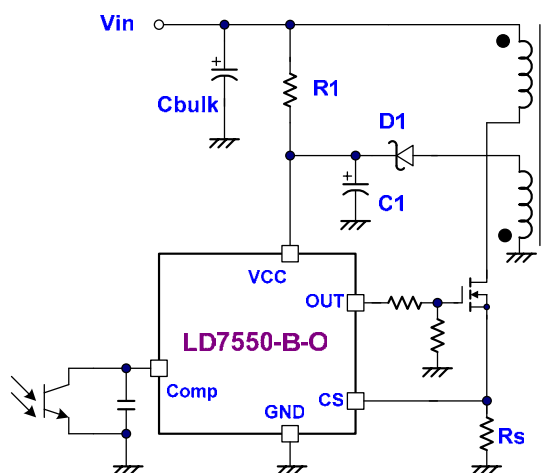 Vin
Cbulk
R1
D1
C1
VCC
OUT
LD7550-B-O
Comp
CS
GND
Rs
+
+